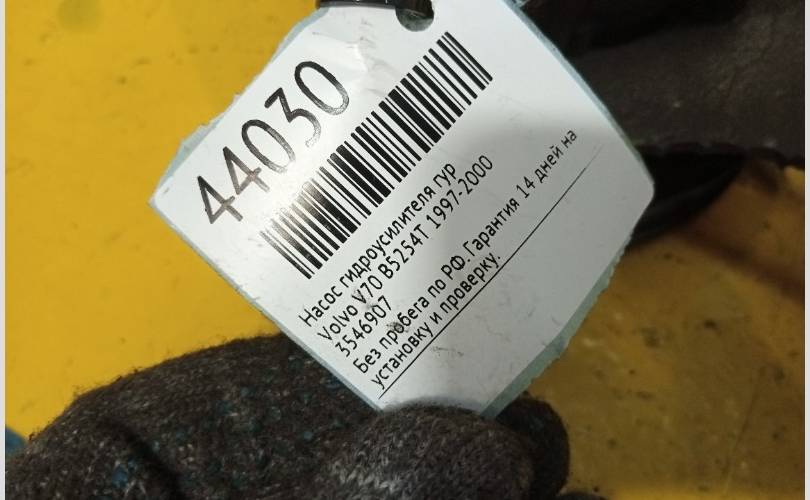 44030
Насос гидроусилителя гур
Volvo V70 B5254T 1997-2000
3546907
Без пробега по РФ. Гарантия 14 дней на
установку и проверку.